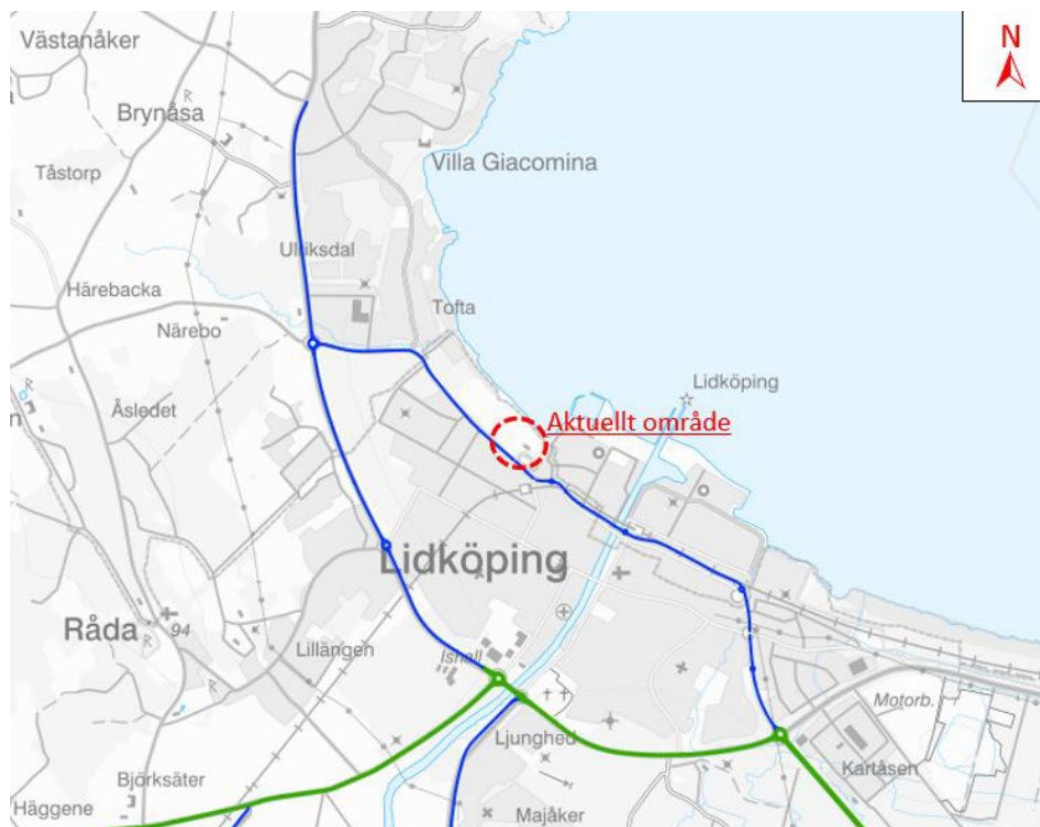 N
Västanåker
Brynåsa
Villa Giacomina
Tåstorp
Ulriksdal
Härebacka
Tofta
Närebo
Lidköping
Åsledet
Aktuellt område
Lidköping
Råda
94
Lillängen
Ishall
Motorb.
Ljunghed
Kartåsen
Björksäter
Häggene
Majåker